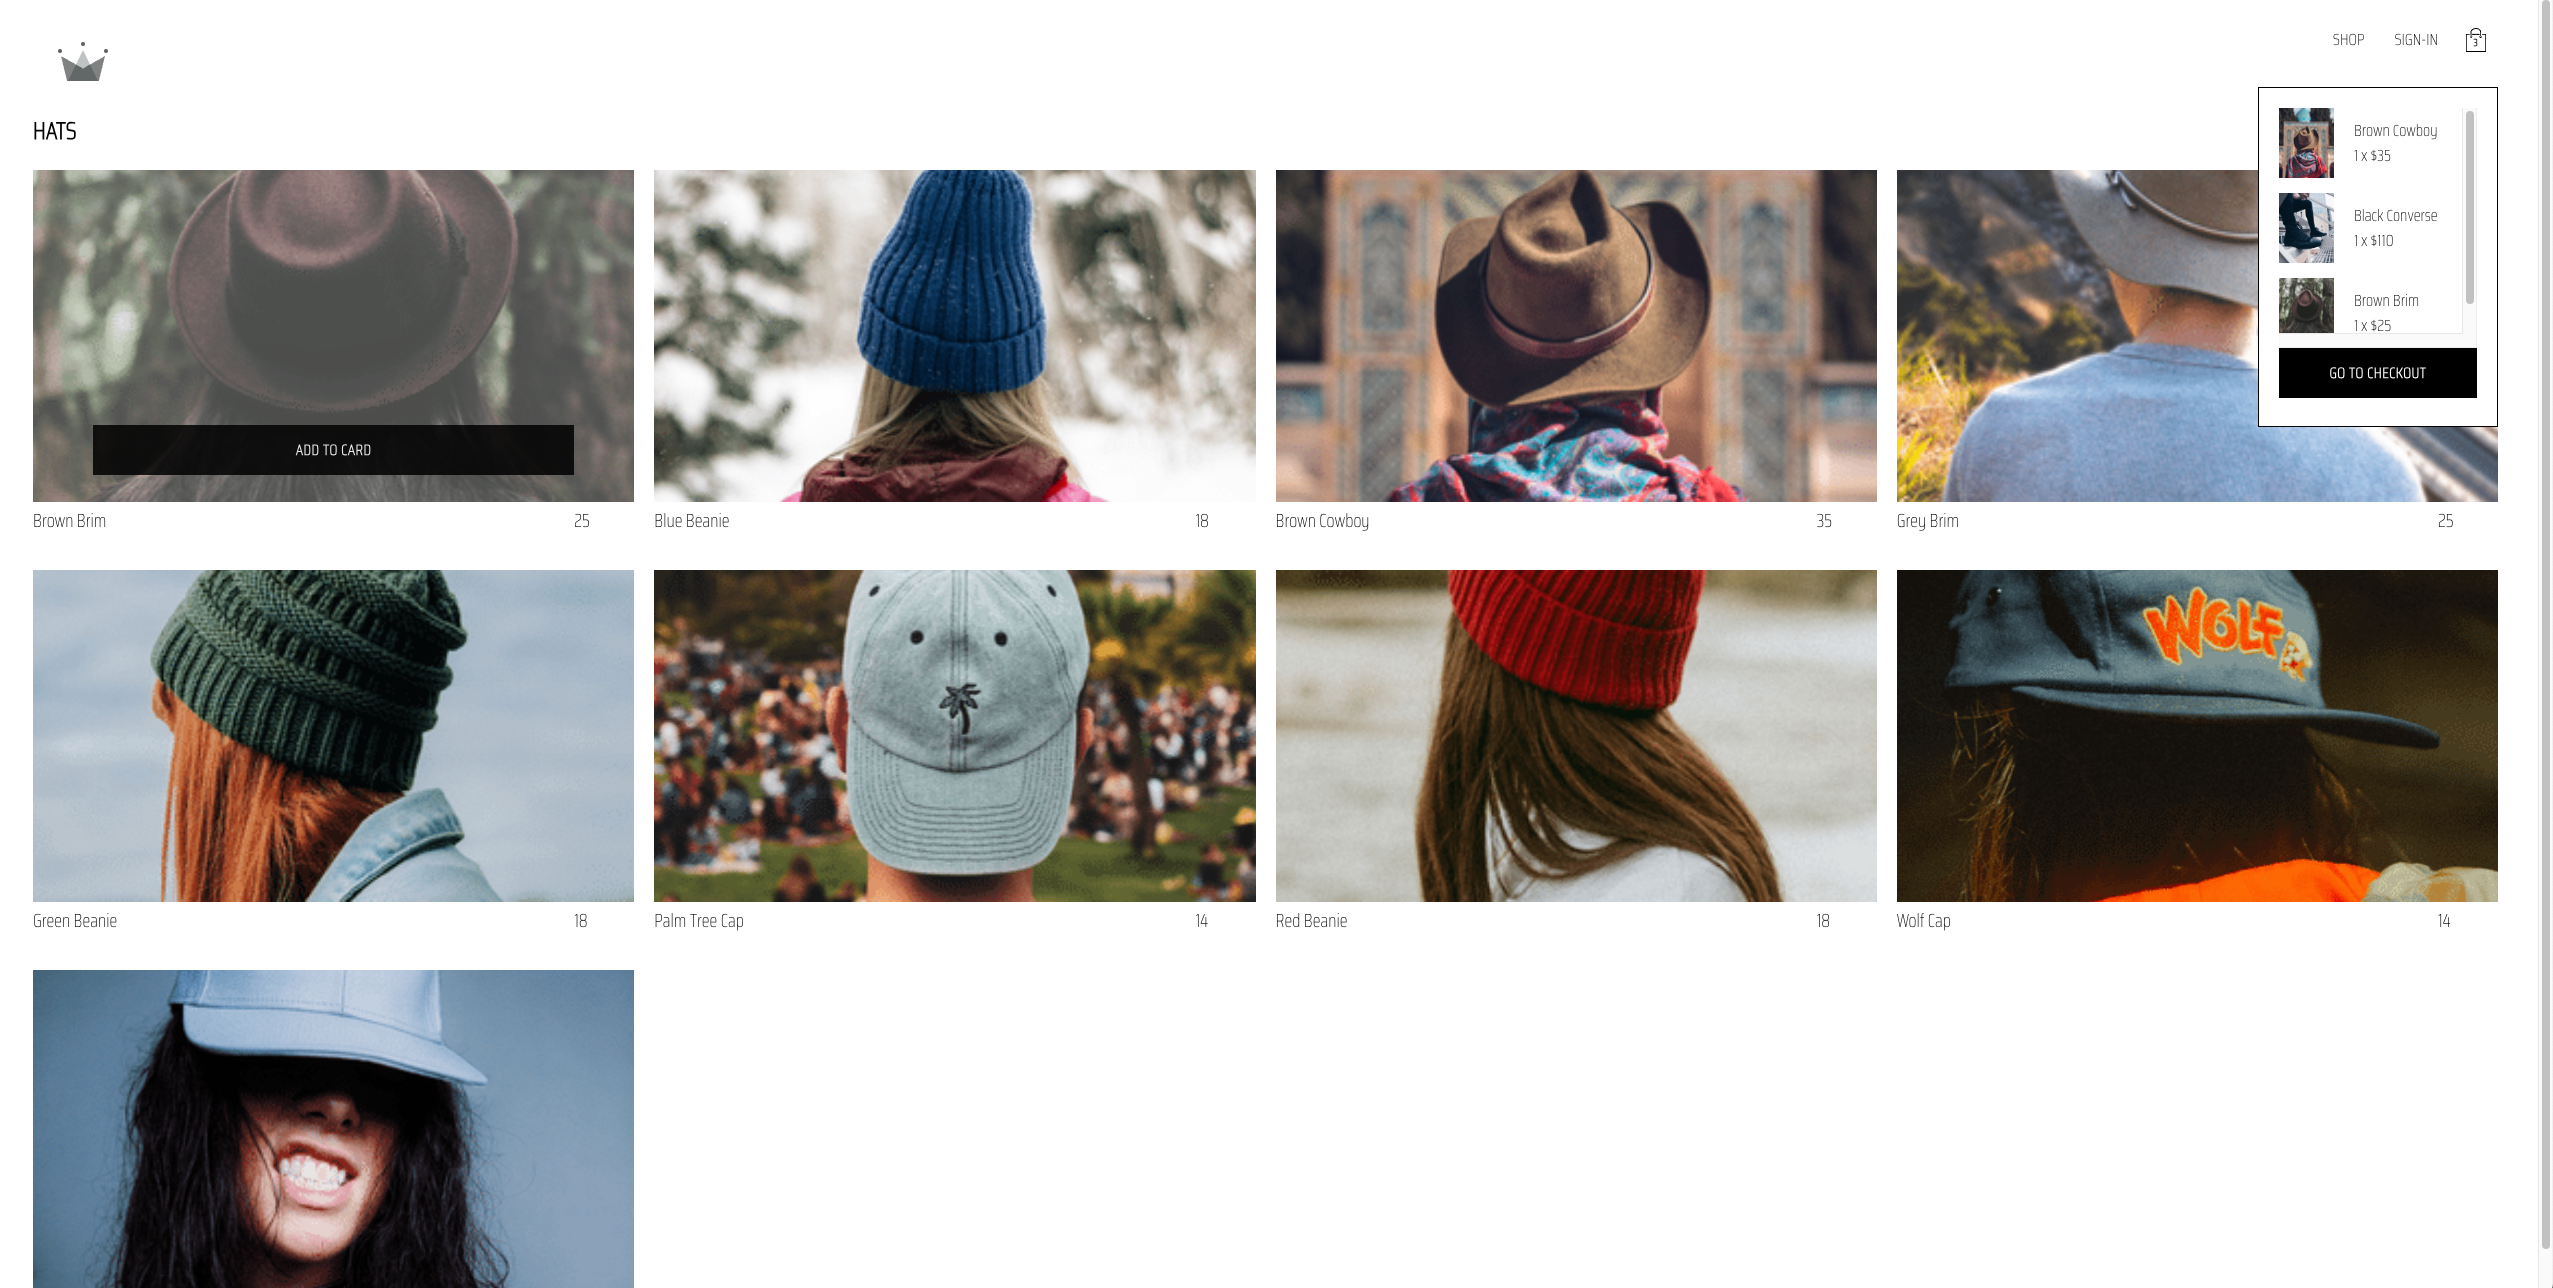 SHOP SIGN-IN 3
HATS
Brown Cowboy
1 x $35
Black Converse
1 x $110
Brown Brim
1 x $25
GO TO CHECKOUT
ADD TO CARD
Brown Brim 25
Blue Beanie 18
Brown Cowboy 35
Grey Brim 25
WOLF
Green Beanie 18
Palm Tree Cap 14
Red Beanie 18
Wolf Cap 14